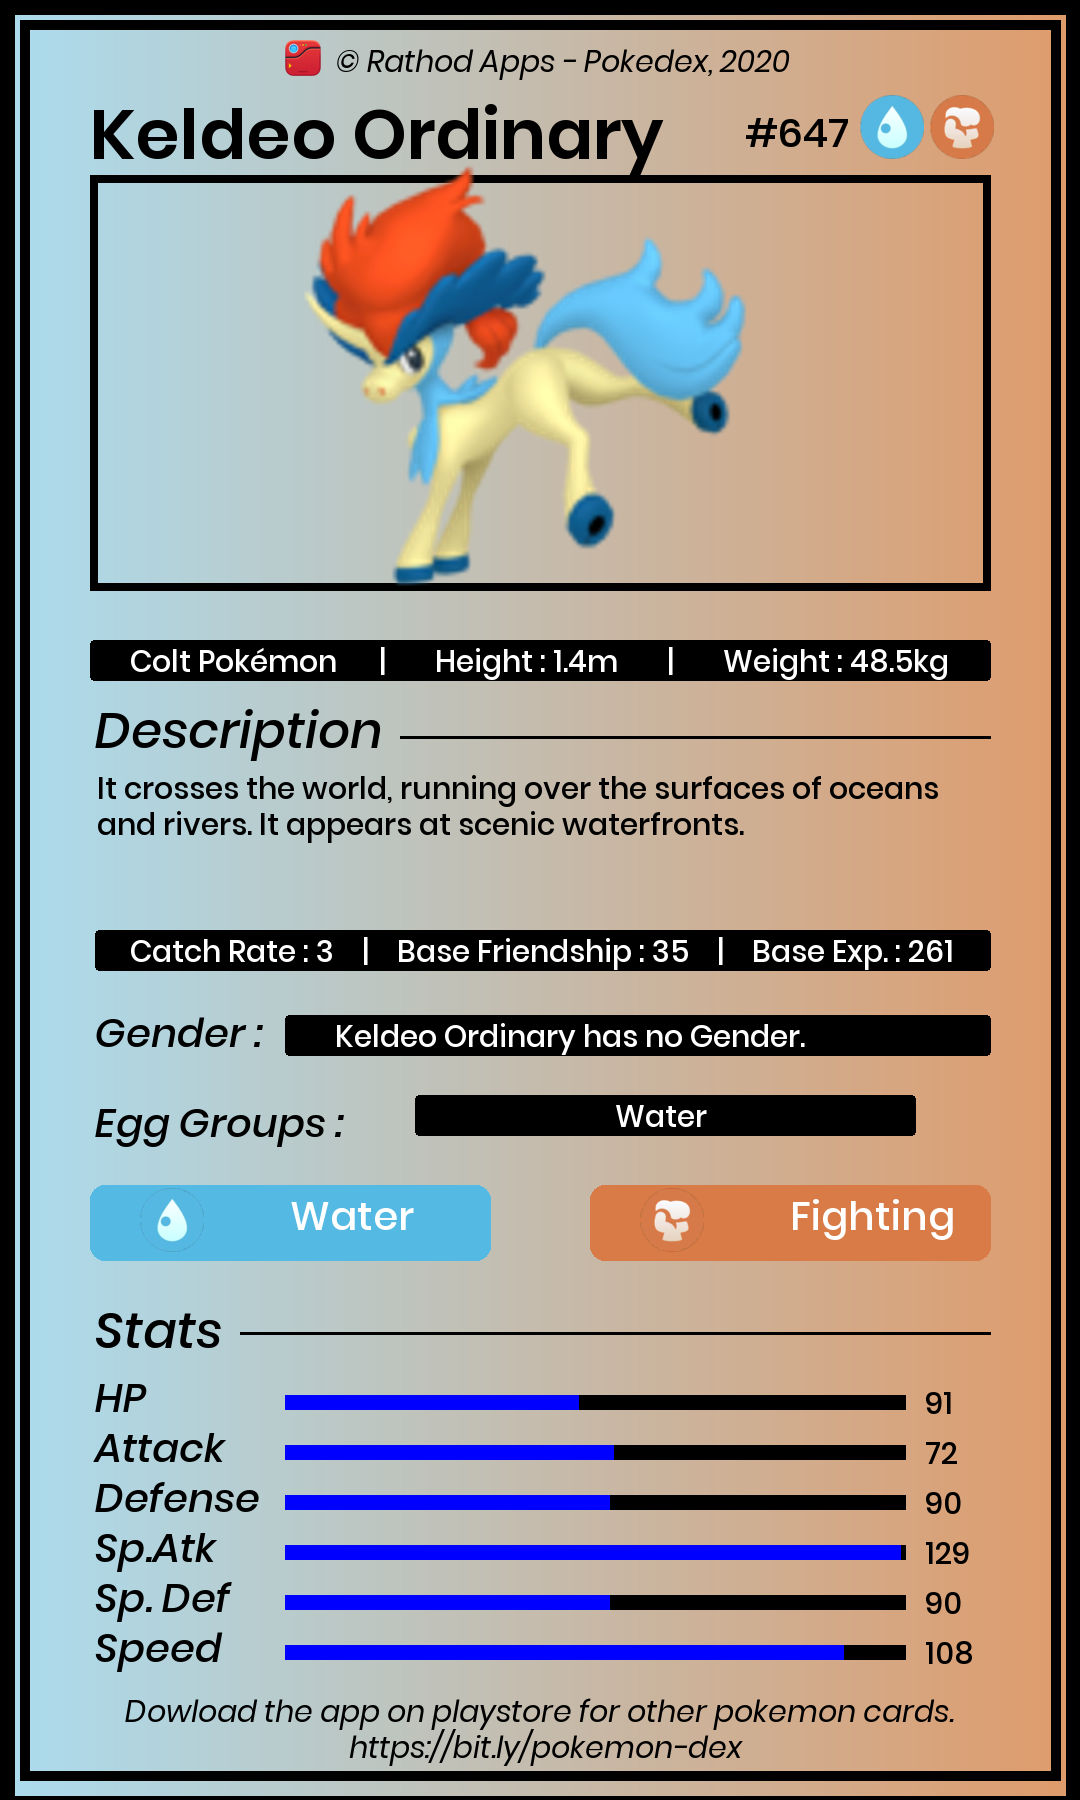 © Rathod Apps - Pokedex, 2020
Keldeo Ordinary #647
Colt Pokémon | Height : 1.4m | Weight : 48.5kg
Description
It crosses the world, running over the surfaces of oceans
and rivers. It appears at scenic waterfronts.
Catch Rate : 3 | Base Friendship : 35 | Base Exp. : 261
Gender : Keldeo Ordinary has no Gender.
Egg Groups : Water
Water Fighting
Stats
HP 91
Attack 72
Defense 90
Sp.Atk 129
Sp. Def 90
Speed 108
Dowload the app on playstore for other pokemon cards.
https://bit.ly/pokemon-dex